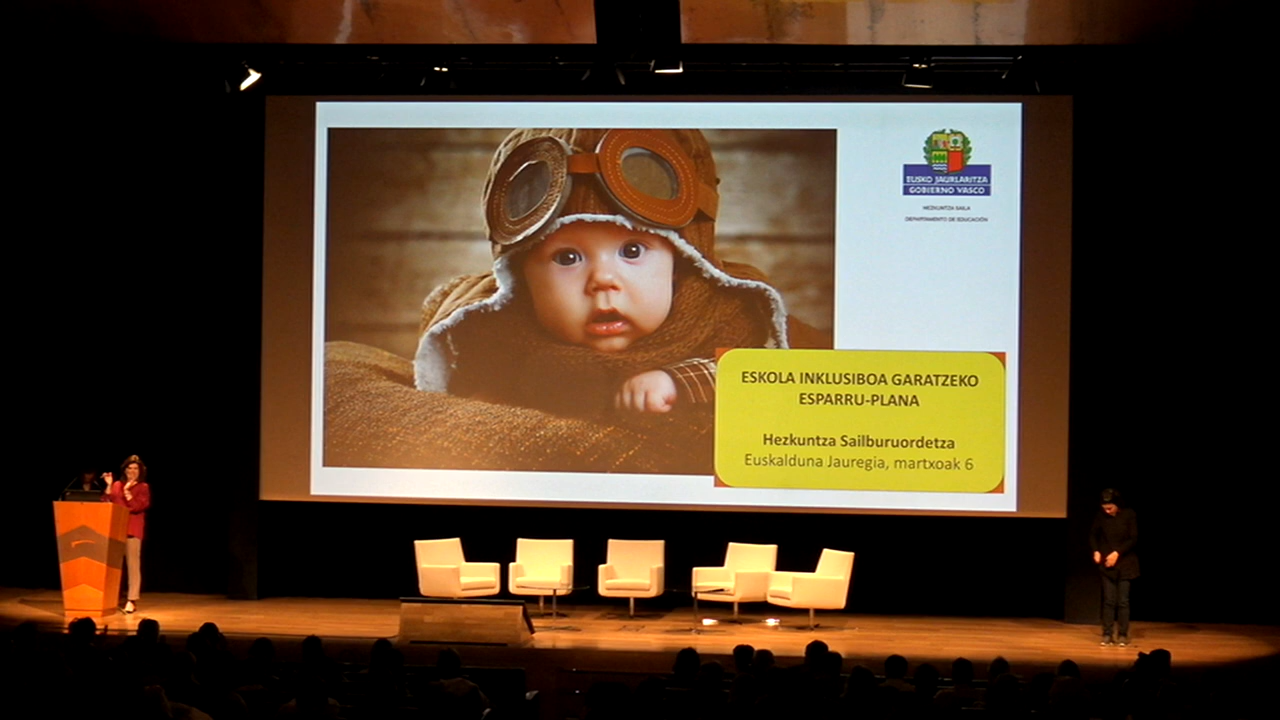 EUSKO JAURLARITZA
GOBIERNO VASCO
HEZKUNTZA SAILA
DEPARTAMENTO DE EDUCACIÓN
ESKOLA INKLUSIBOA GARATZEKO
ESPARRU-PLANA
Hezkuntza Sailburuordetza
Euskalduna Jauregia, martxoak 6